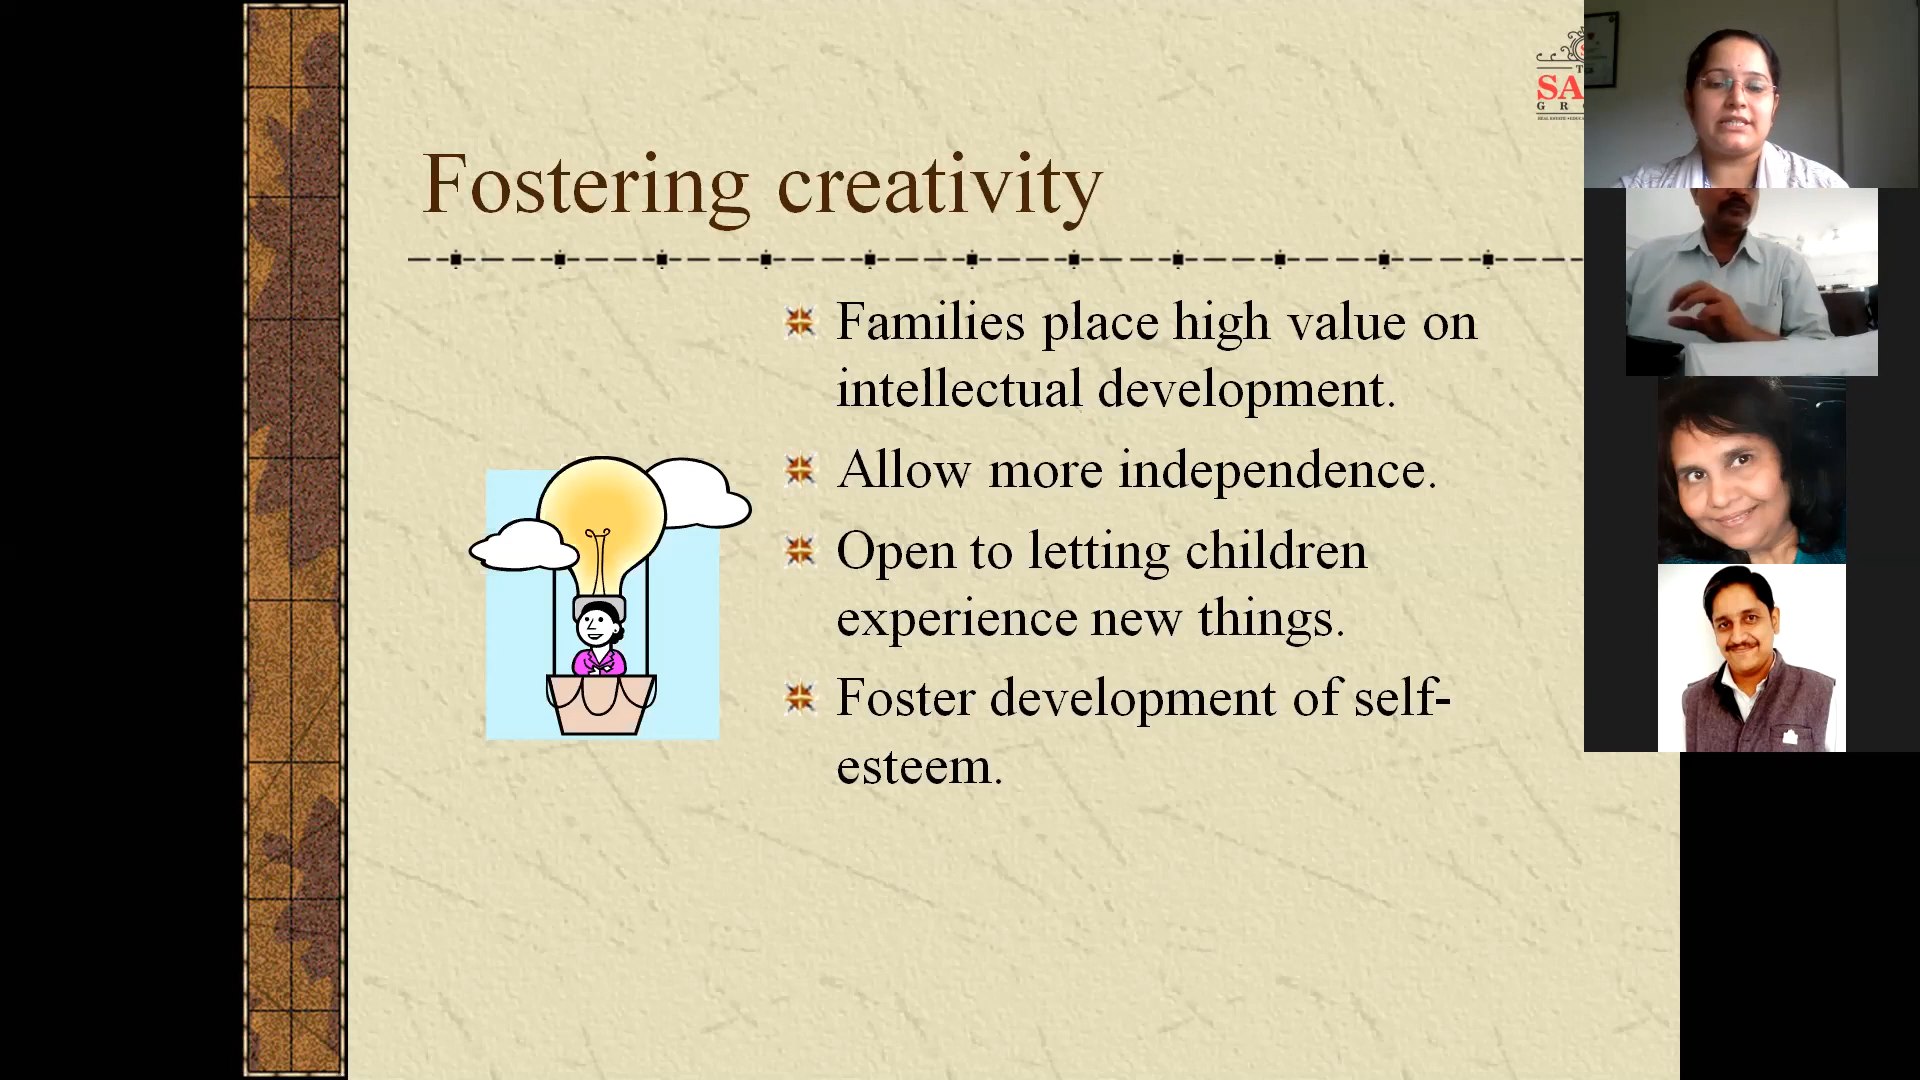 SA
G R
Fostering creativity
Families place high value on
intellectual development.
Allow more independence.
Open to letting children
experience new things.
Foster development of self-
esteem.